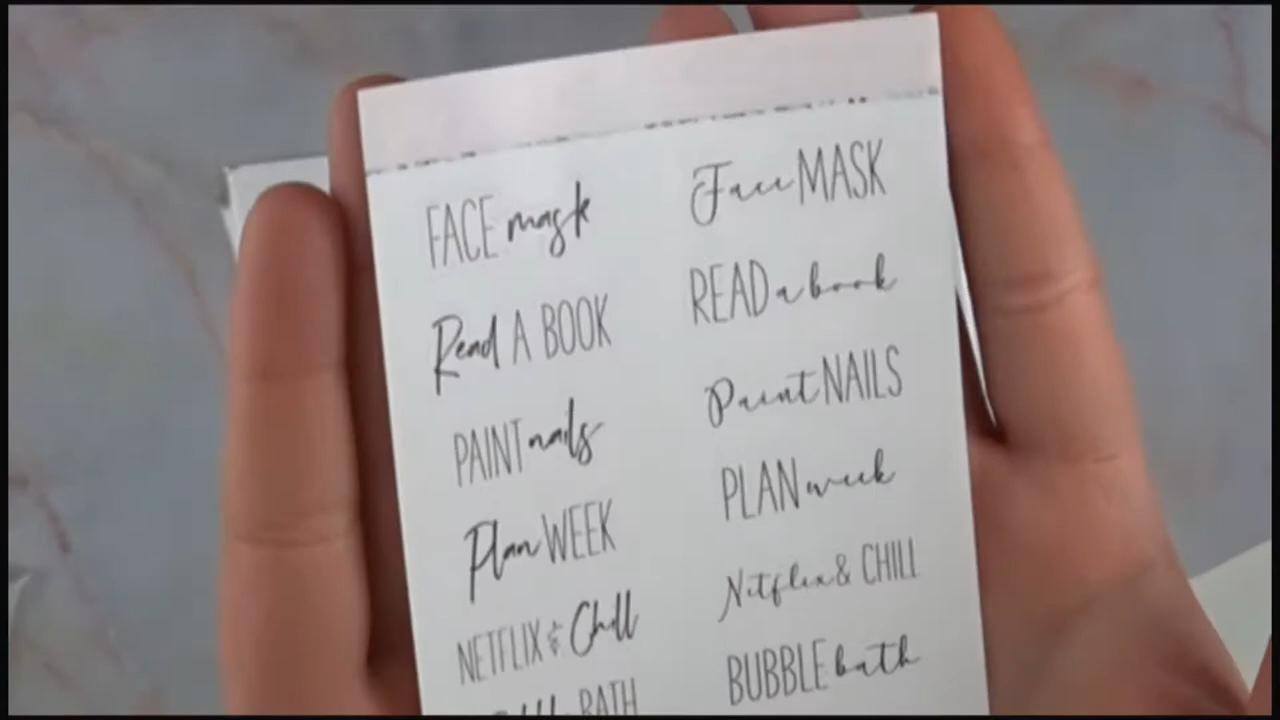 FACE mask
Face MASK
Read A BOOK
READ a book
PAINT nails
Paint NAILS
Plan WEEK
PLAN week
NETFLIX & Chill
Netflix & CHILL
BATH
BUBBLE bath